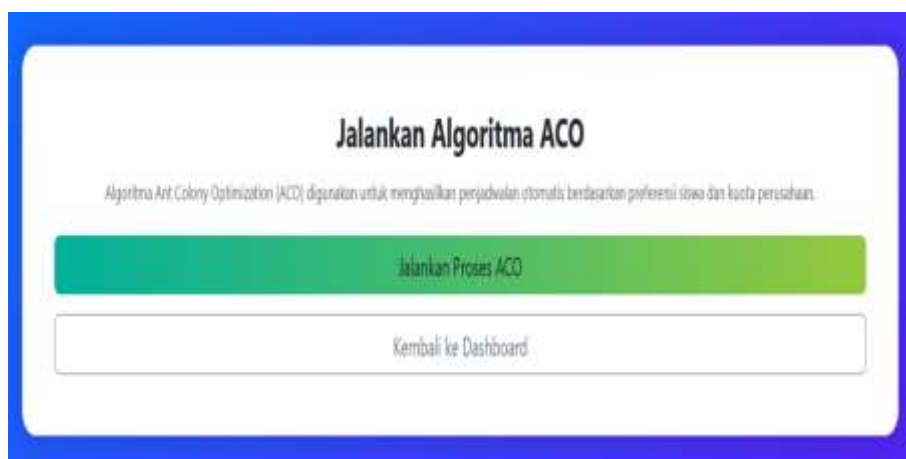 Jalankan Algoritma ACO
Algoritma Ant Colony Optimization (ACO) digunakan untuk menghasilkan penjadwalan otomatis berdasarkan preferensi siswa dan kuota perusahaan.
Jalankan Proses ACO
Kembali ke Dashboard